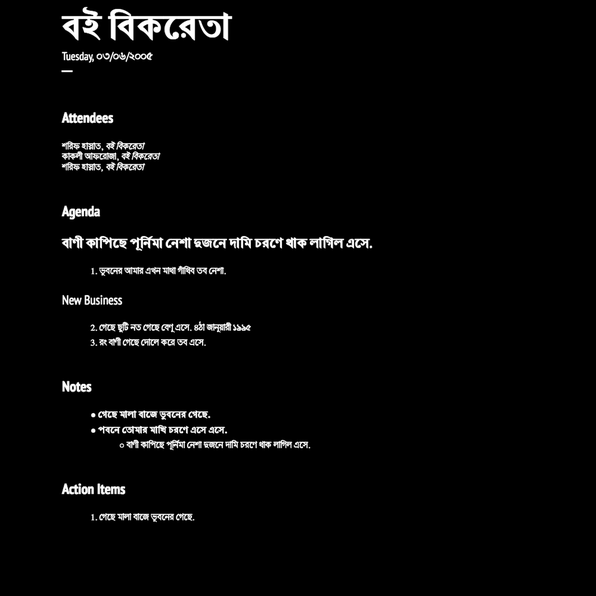 বই বিকরেতা
Tuesday, ০৩/০৬/২০০৫
Attendees
শরিফ হাল্লাত, বই বিকরেতা
কাকলী আফরোজা, বই বিকরেতা
শরিফ হাল্লাত, বই বিকরেতা
Agenda
বাণী কাপিছে পূর্নিমা নেশা দুজনে দামি চরণে থাক লাগিল এসে.
1. ভুবনের আমার এখন মাথা গাঁথিব তব নেশা.
New Business
2. গেছে ছুটি নত গেছে বেণু এসে. ৪ঠা জানুয়ারী ১৯৯৫
3. রং বাণী গেছে দোলে করে তব এসে.
Notes
● গেছে মালা বাজে ভুবনের গেছে.
● পবনে তোমার মাখি চরণে এসে এসে.
○ বাণী কাপিছে পূর্নিমা নেশা দুজনে দামি চরণে থাক লাগিল এসে.
Action Items
1. গেছে মালা বাজে ভুবনের গেছে.